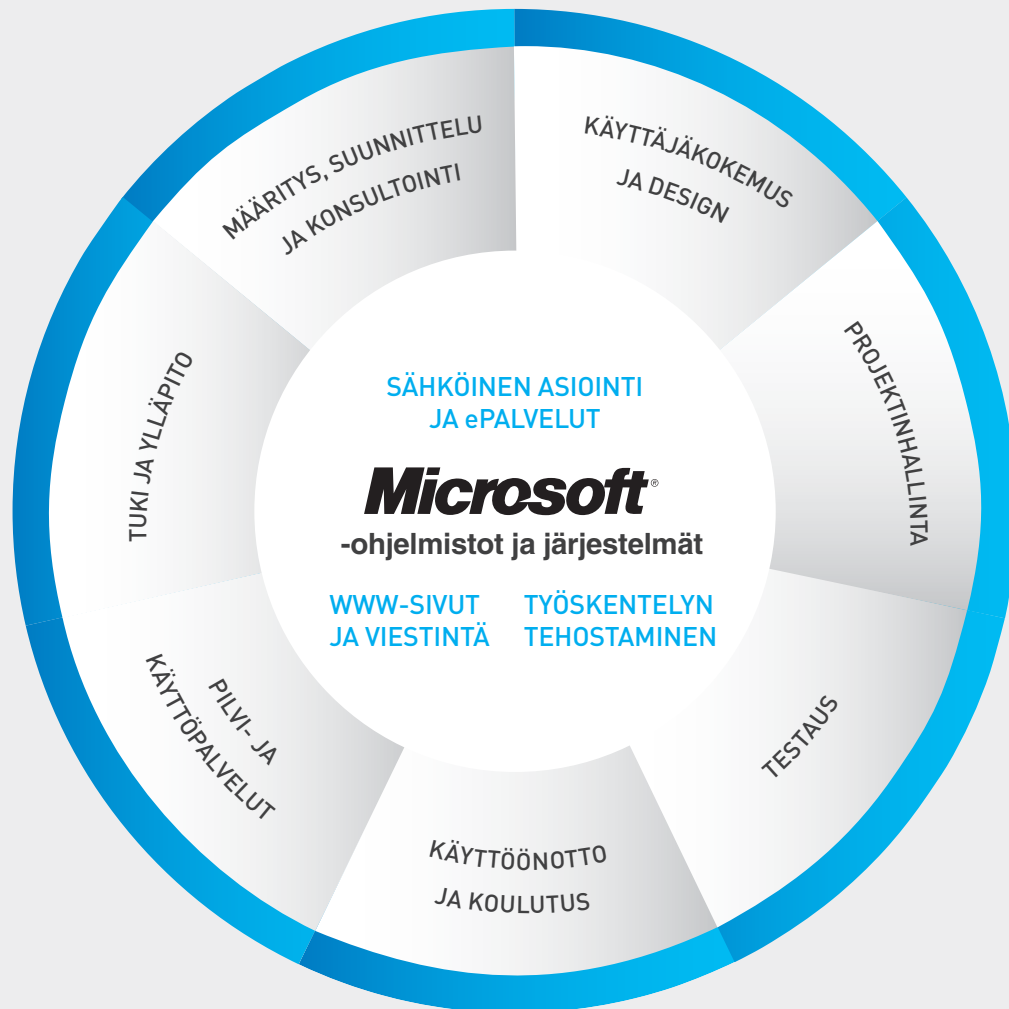 MÄÄRITYS, SUUNNITTELU
JA KONSULTOINTI
KÄYTTÄJÄKOKEMUS
JA DESIGN
PROJEKTINHALLINTA
TESTAUS
KÄYTTÖÖNOTTO
JA KOULUTUS
PILVI- JA
KÄYTTÖPALVELUT
TUKI JA YLLÄPITO
SÄHKÖINEN ASIOINTI
JA ePALVELUT
Microsoft®
-ohjelmistot ja järjestelmät
WWW-SIVUT
JA VIESTINTÄ
TYÖSKENTELYN
TEHOSTAMINEN